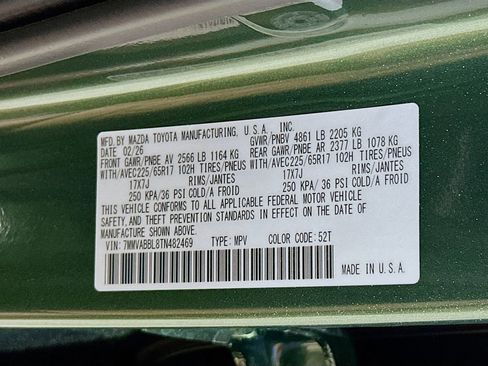 MFD. BY MAZDA TOYOTA MANUFACTURING, U.S.A., INC.
DATE 02/26 GVWR/PNBV 4861 LB 2205 KG
FRONT GAWR/PNBE AV 2566 LB 1164 KG REAR GAWR/PNBE AR 2377 LB 1078 KG
WITH/AVEC225/65R17 102H TIRES/PNEUS WITH/AVEC225/65R17 102H TIRES/PNEUS
17X7J RIMS/JANTES 17X7J RIMS/JANTES
250 KPA/36 PSI COLD/A FROID 250 KPA/36 PSI COLD/A FROID
THIS VEHICLE CONFORMS TO ALL APPLICABLE FEDERAL MOTOR VEHICLE
SAFETY, AND THEFT PREVENTION STANDARDS IN EFFECT ON THE DATE OF
MANUFACTURE SHOWN ABOVE.
VIN: 7MMVABBL8TN482469 TYPE: MPV COLOR CODE: 52T
MADE IN U.S.A.